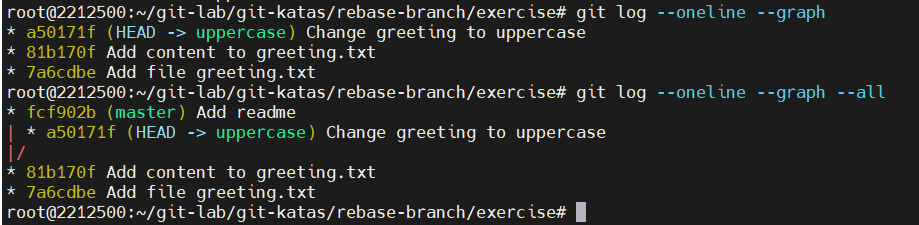 root@2212500:~/git-lab/git-katas/rebase-branch/exercise# git log --oneline --graph
* a50171f (HEAD -> uppercase) Change greeting to uppercase
* 81b170f Add content to greeting.txt
* 7a6cdbe Add file greeting.txt
root@2212500:~/git-lab/git-katas/rebase-branch/exercise# git log --oneline --graph --all
* fcf902b (master) Add readme
| * a50171f (HEAD -> uppercase) Change greeting to uppercase
|/
* 81b170f Add content to greeting.txt
* 7a6cdbe Add file greeting.txt
root@2212500:~/git-lab/git-katas/rebase-branch/exercise#